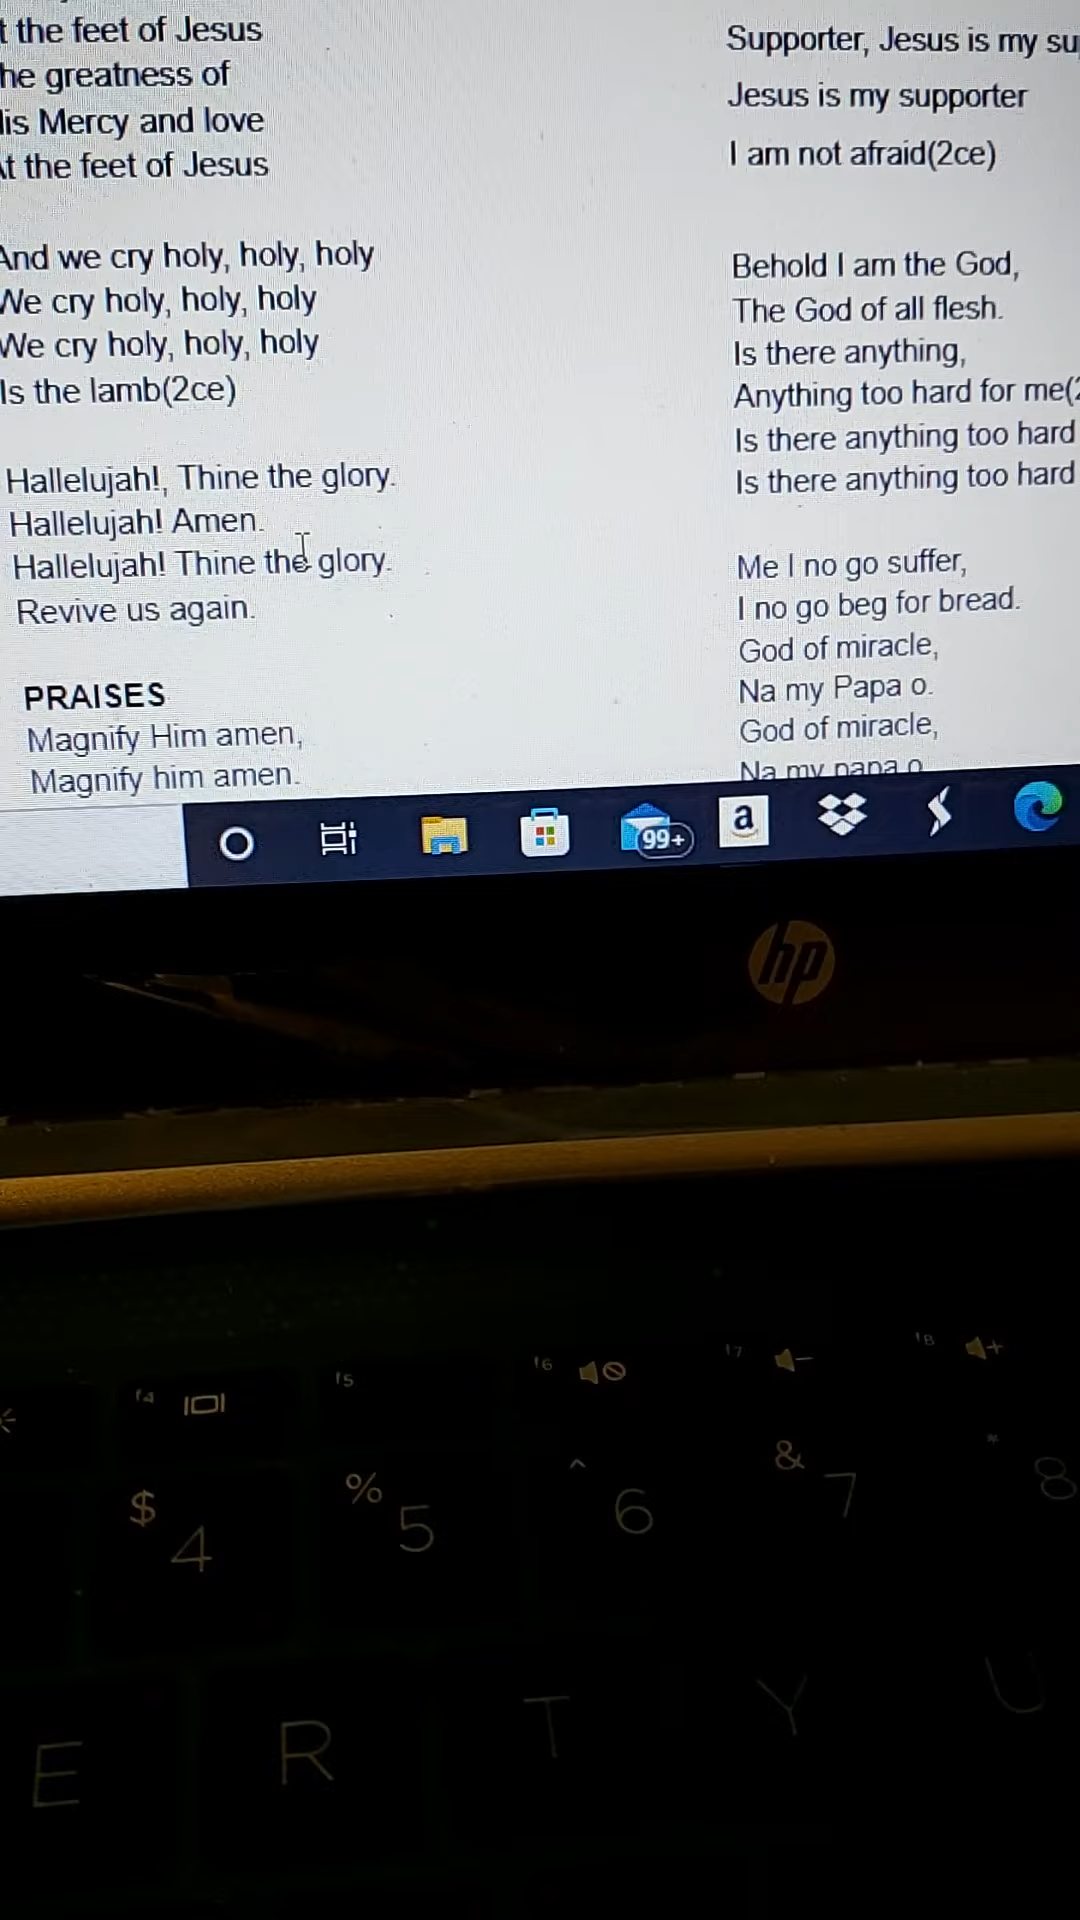 t the feet of Jesus
he greatness of
is Mercy and love
At the feet of Jesus
And we cry holy, holy, holy
We cry holy, holy, holy
We cry holy, holy, holy
Is the lamb(2ce)
Hallelujah!, Thine the glory.
Hallelujah! Amen.
Hallelujah! Thine the glory.
Revive us again.
PRAISES
Magnify Him amen,
Magnify him amen.
Supporter, Jesus is my su
Jesus is my supporter
I am not afraid(2ce)
Behold I am the God,
The God of all flesh.
Is there anything,
Anything too hard for me(2
Is there anything too hard
Is there anything too hard
Me I no go suffer,
I no go beg for bread.
God of miracle,
Na my Papa o.
God of miracle,
Na my papa o
99+
a
hp
f4
f5
f6
f7
f8
$ 4
% 5
^ 6
& 7
* 8
E R T Y U